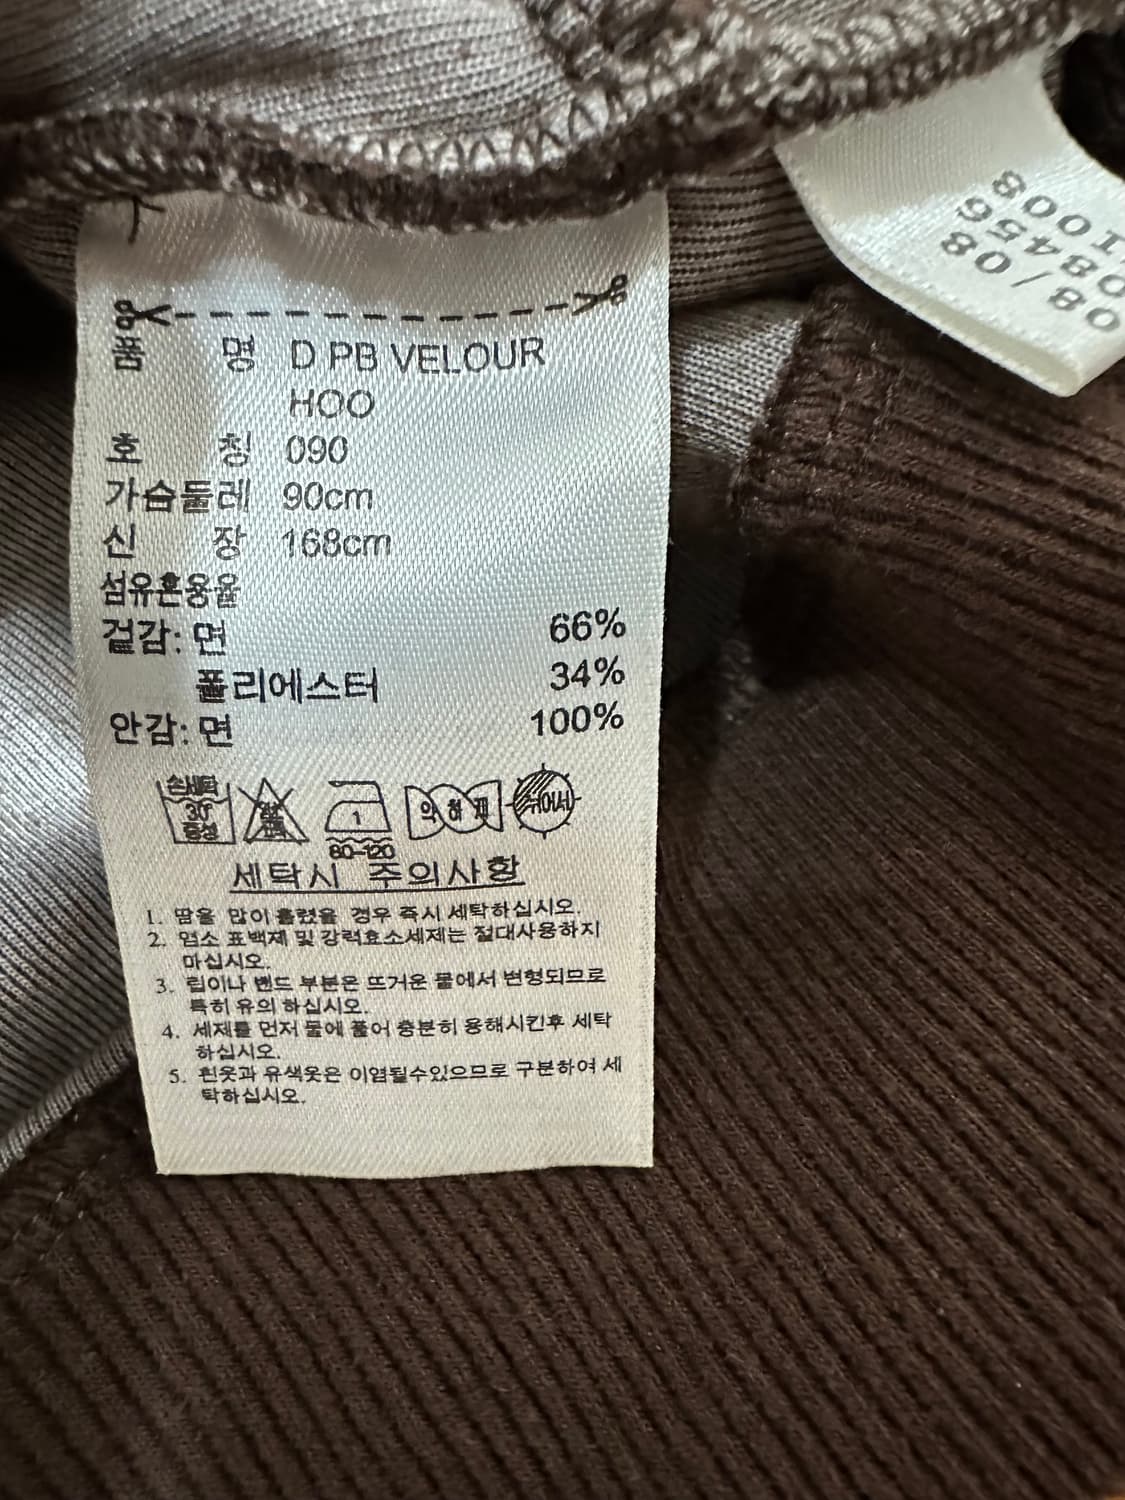 품 명 D PB VELOUR
HOO
호 칭 090
가슴둘레 90cm
신 장 168cm
섬유혼용율
겉감: 면 66%
폴리에스터 34%
안감: 면 100%
손세탁
30°
중성
1
80-120
약하게
뉘어서
세탁시 주의사항
1. 땀을 많이 흘렸을 경우 즉시 세탁하십시오.
2. 염소 표백제 및 강력효소세제는 절대사용하지
마십시오.
3. 립이나 밴드 부분은 뜨거운 물에서 변형되므로
특히 유의 하십시오.
4. 세제를 먼저 물에 풀어 충분히 용해시킨후 세탁
하십시오.
5. 흰옷과 유색옷은 이염될수있으므로 구분하여 세
탁하십시오.
08/08